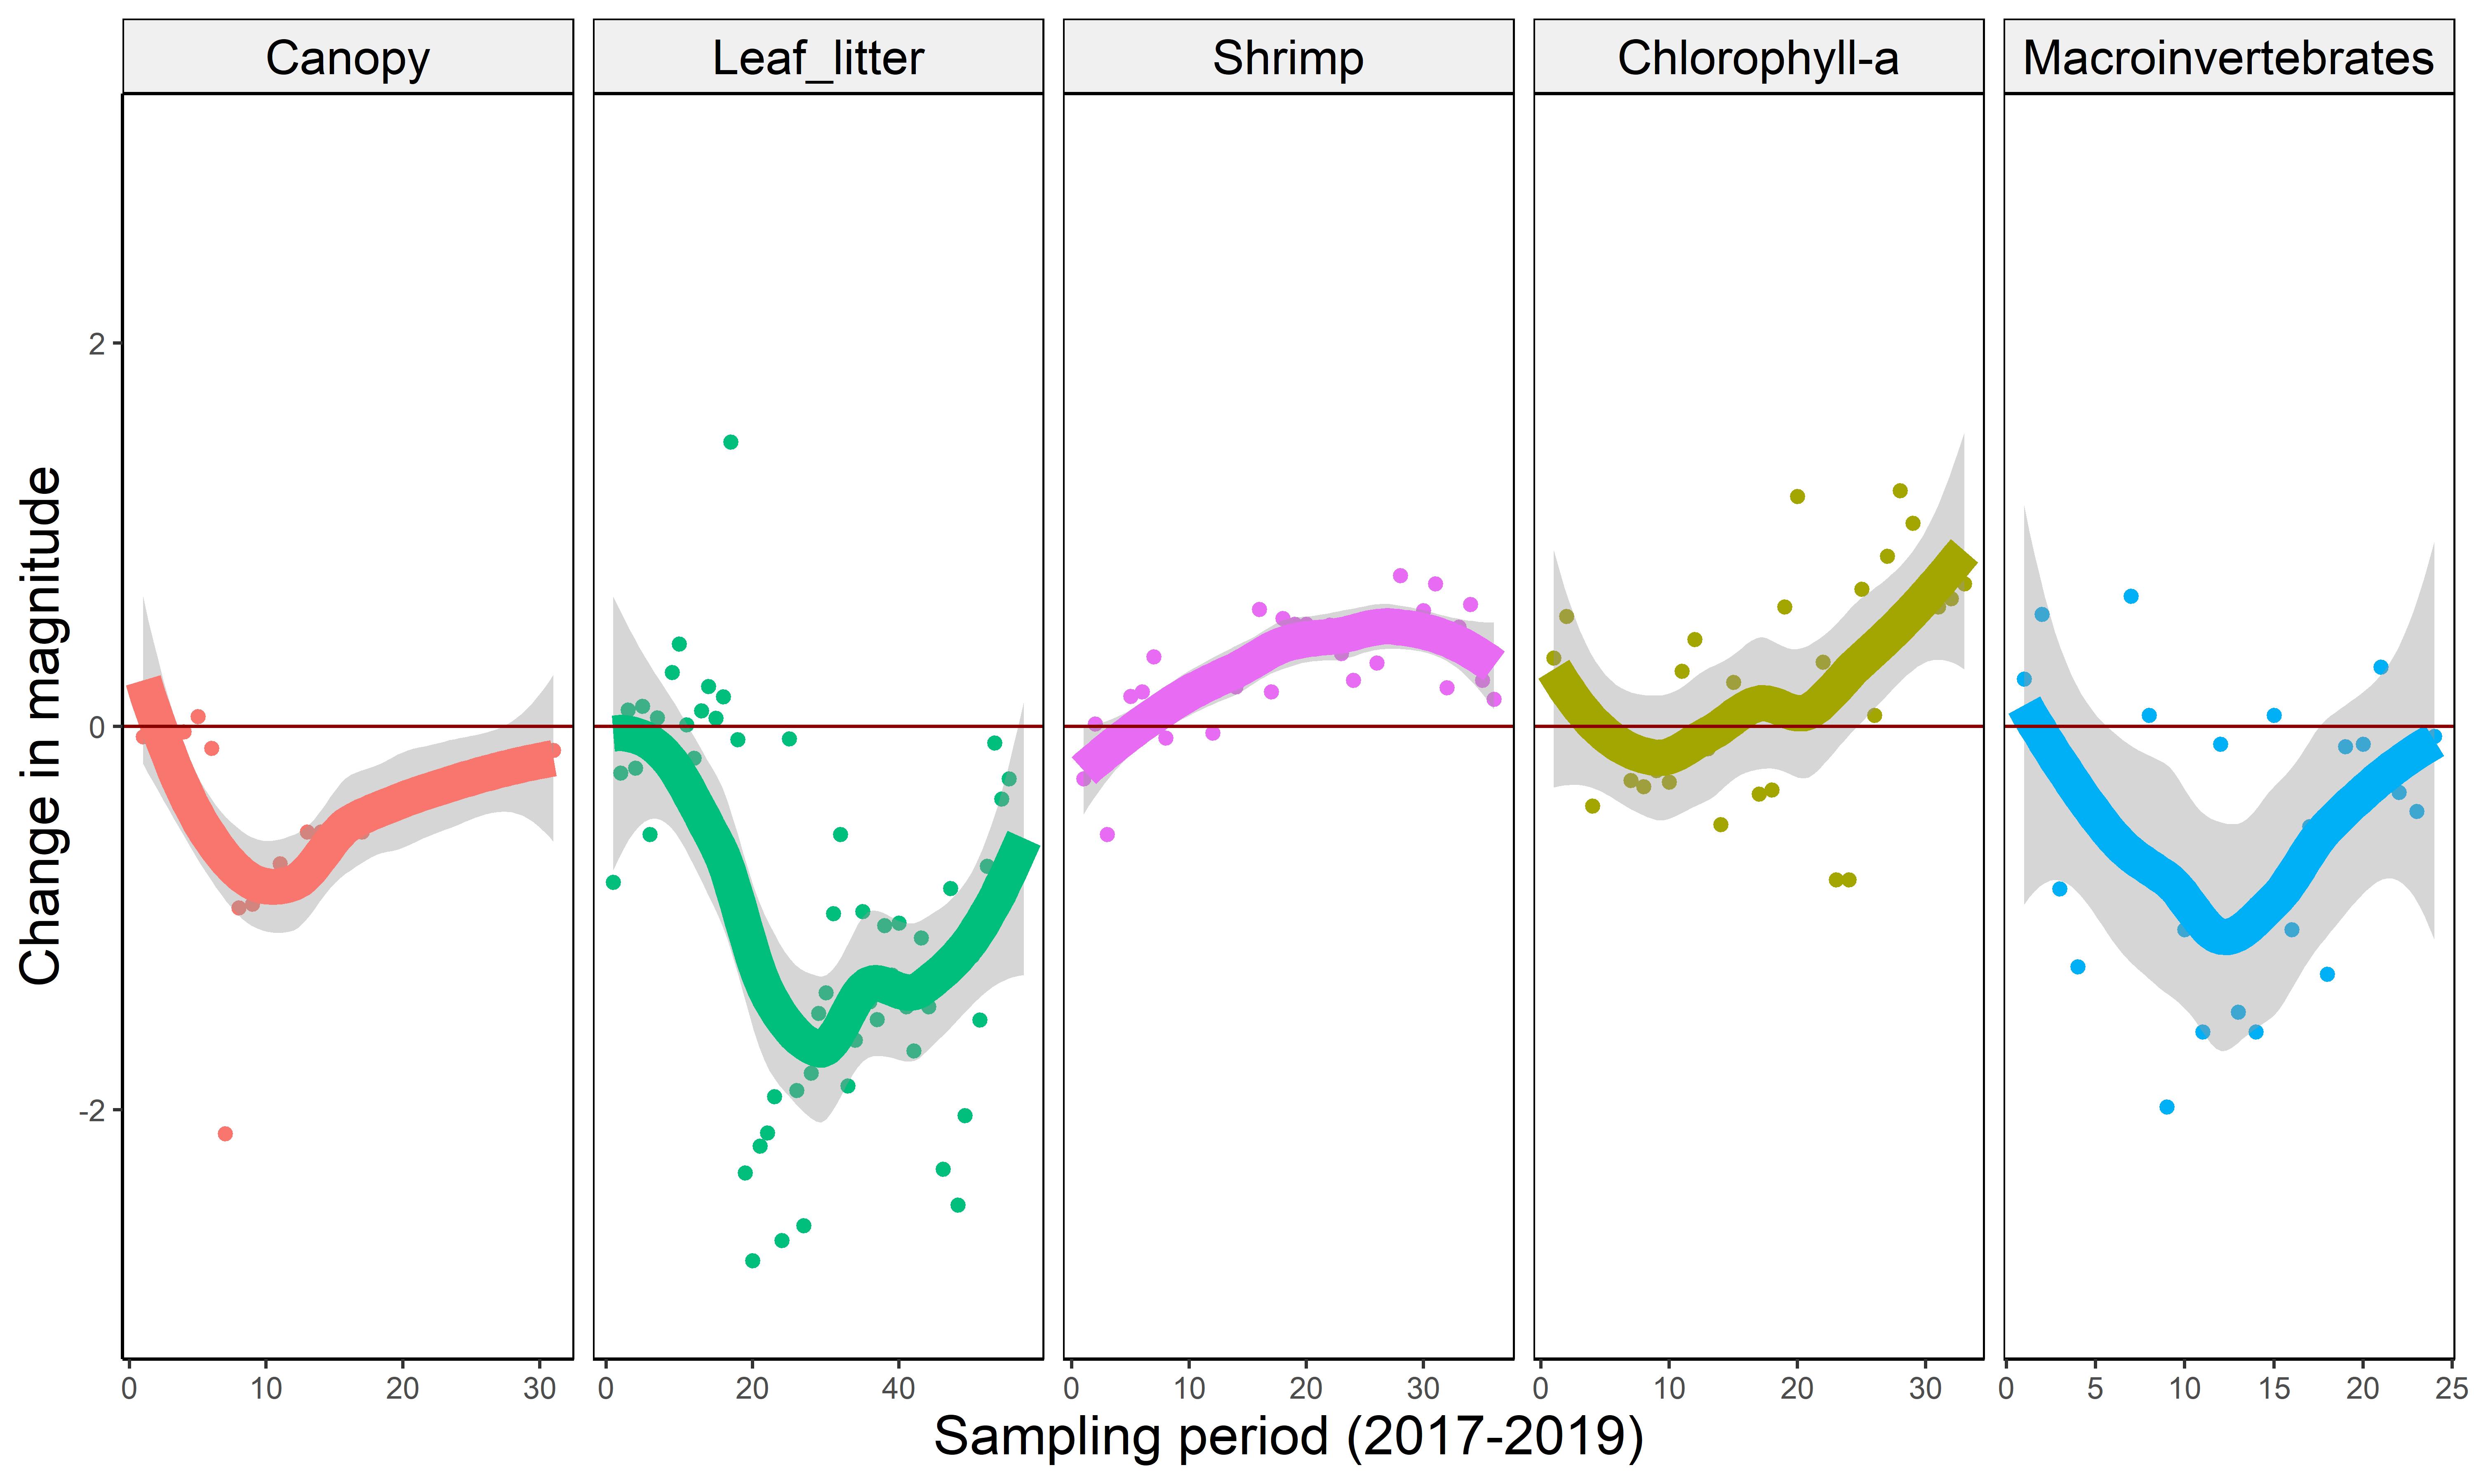 Canopy Leaf_litter Shrimp Chlorophyll-a Macroinvertebrates
Change in magnitude
2
0
-2
0 10 20 30 0 20 40 0 10 20 30 0 10 20 30 0 5 10 15 20 25
Sampling period (2017-2019)